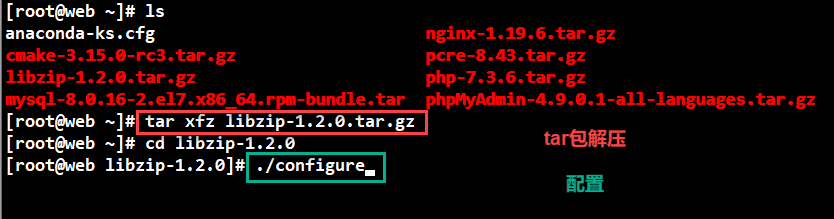 [root@web ~]# ls
anaconda-ks.cfg nginx-1.19.6.tar.gz
cmake-3.15.0-rc3.tar.gz pcre-8.43.tar.gz
libzip-1.2.0.tar.gz php-7.3.6.tar.gz
mysql-8.0.16-2.el7.x86_64.rpm-bundle.tar phpMyAdmin-4.9.0.1-all-languages.tar.gz
[root@web ~]# tar xfz libzip-1.2.0.tar.gz
[root@web ~]# cd libzip-1.2.0 tar包解压
[root@web libzip-1.2.0]# ./configure
配置